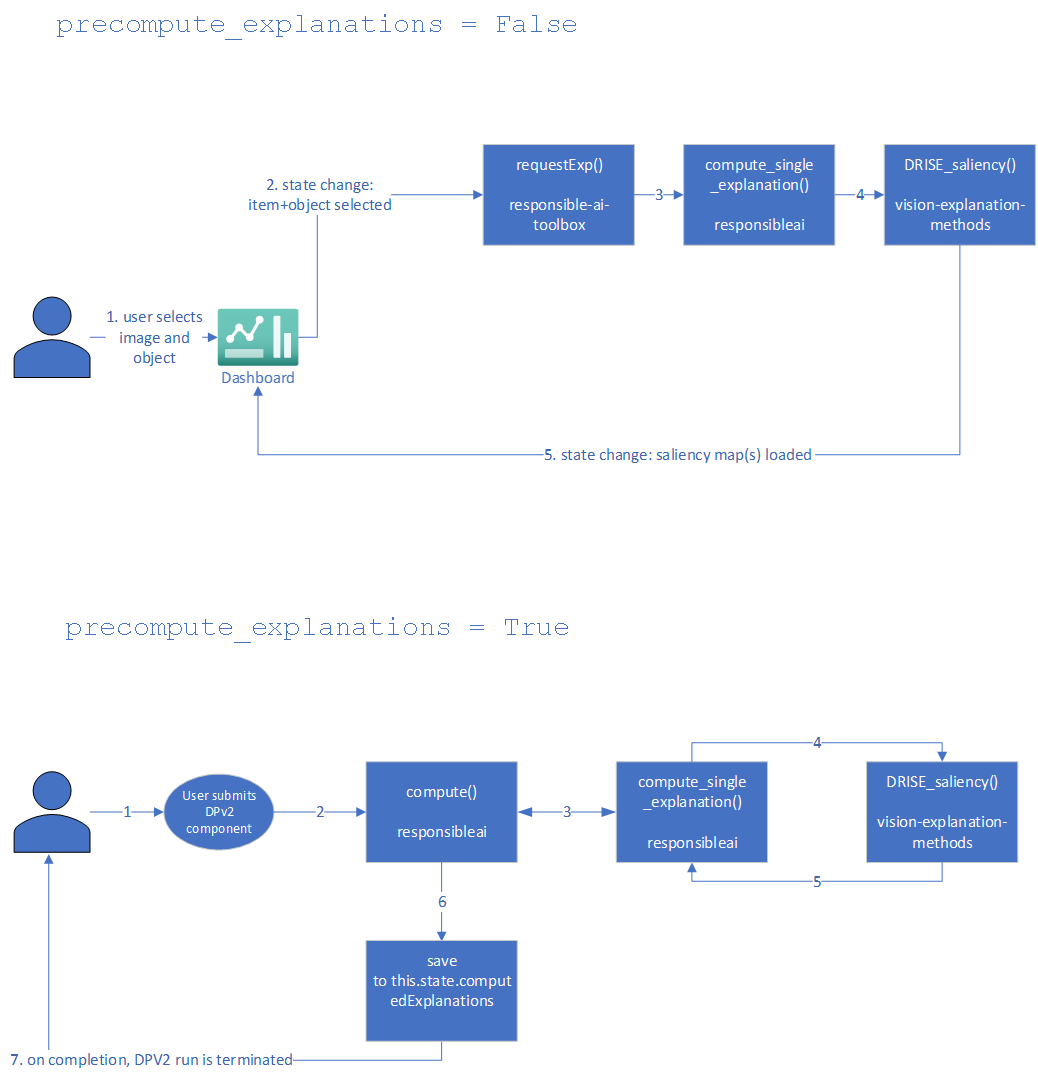 precompute_explanations = False
2. state change:
item+object selected
requestExp()
responsible-ai-
toolbox
3
compute_single
_explanation()
responsibleai
4
DRISE_saliency()
vision-explanation-
methods
1. user selects
image and
object
Dashboard
5. state change: saliency map(s) loaded
precompute_explanations = True
1
User submits
DPv2
component
2
compute()
responsibleai
3
compute_single
_explanation()
responsibleai
4
DRISE_saliency()
vision-explanation-
methods
5
6
save
to this.state.comput
edExplanations
7. on completion, DPV2 run is terminated